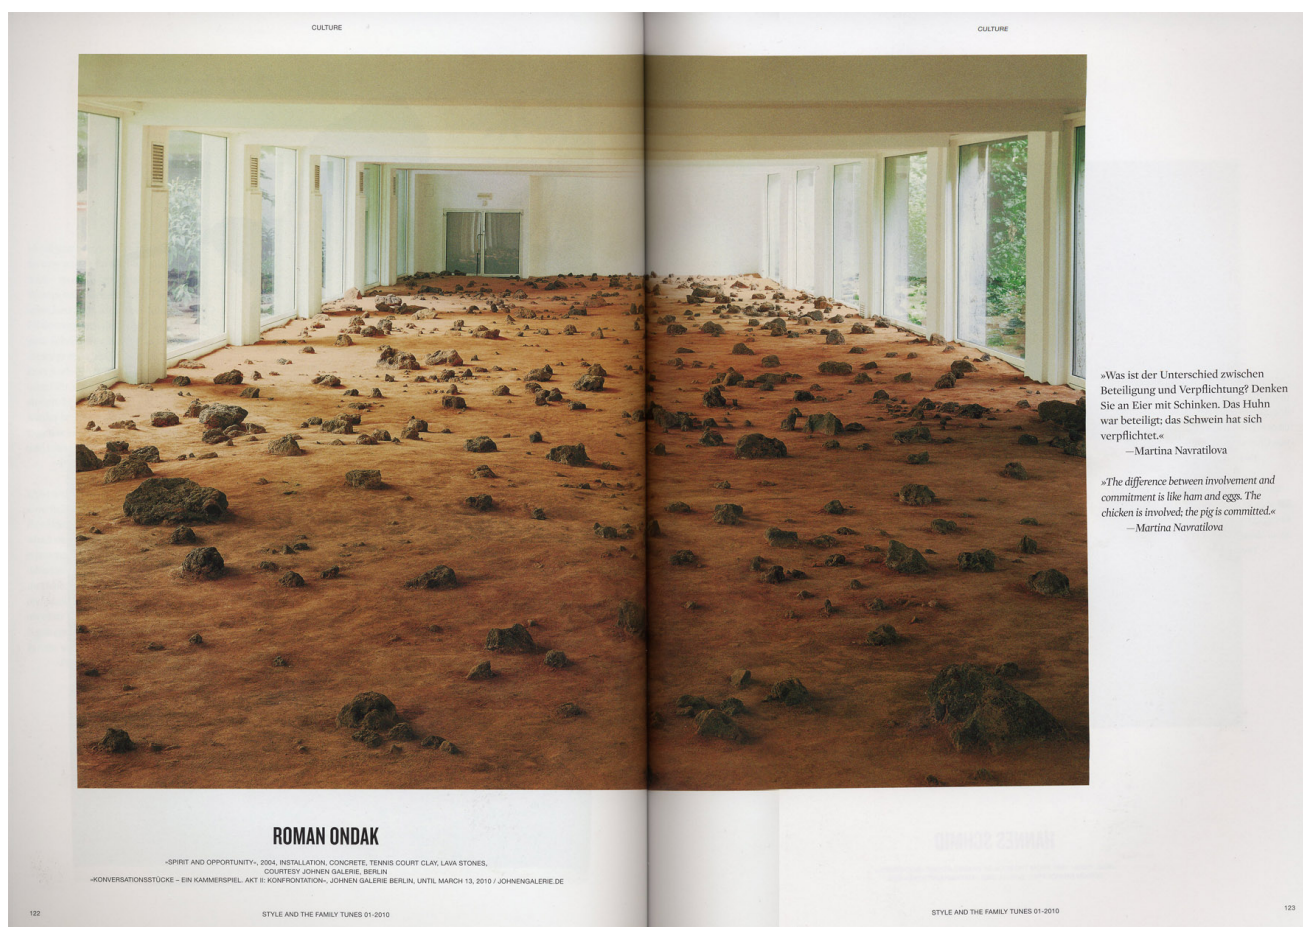 CULTURE
CULTURE
»Was ist der Unterschied zwischen
Beteiligung und Verpflichtung? Denken
Sie an Eier mit Schinken. Das Huhn
war beteiligt; das Schwein hat sich
verpflichtet.«
—Martina Navratilova
»The difference between involvement and
commitment is like ham and eggs. The
chicken is involved; the pig is committed.«
—Martina Navratilova
ROMAN ONDAK
»SPIRIT AND OPPORTUNITY«, 2004, INSTALLATION, CONCRETE, TENNIS COURT CLAY, LAVA STONES,
COURTESY JOHNEN GALERIE, BERLIN
»KONVERSATIONSSTÜCKE – EIN KAMMERSPIEL. AKT II: KONFRONTATION«, JOHNEN GALERIE BERLIN, UNTIL MARCH 13, 2010 / JOHNENGALERIE.DE
122
STYLE AND THE FAMILY TUNES 01-2010
STYLE AND THE FAMILY TUNES 01-2010
123